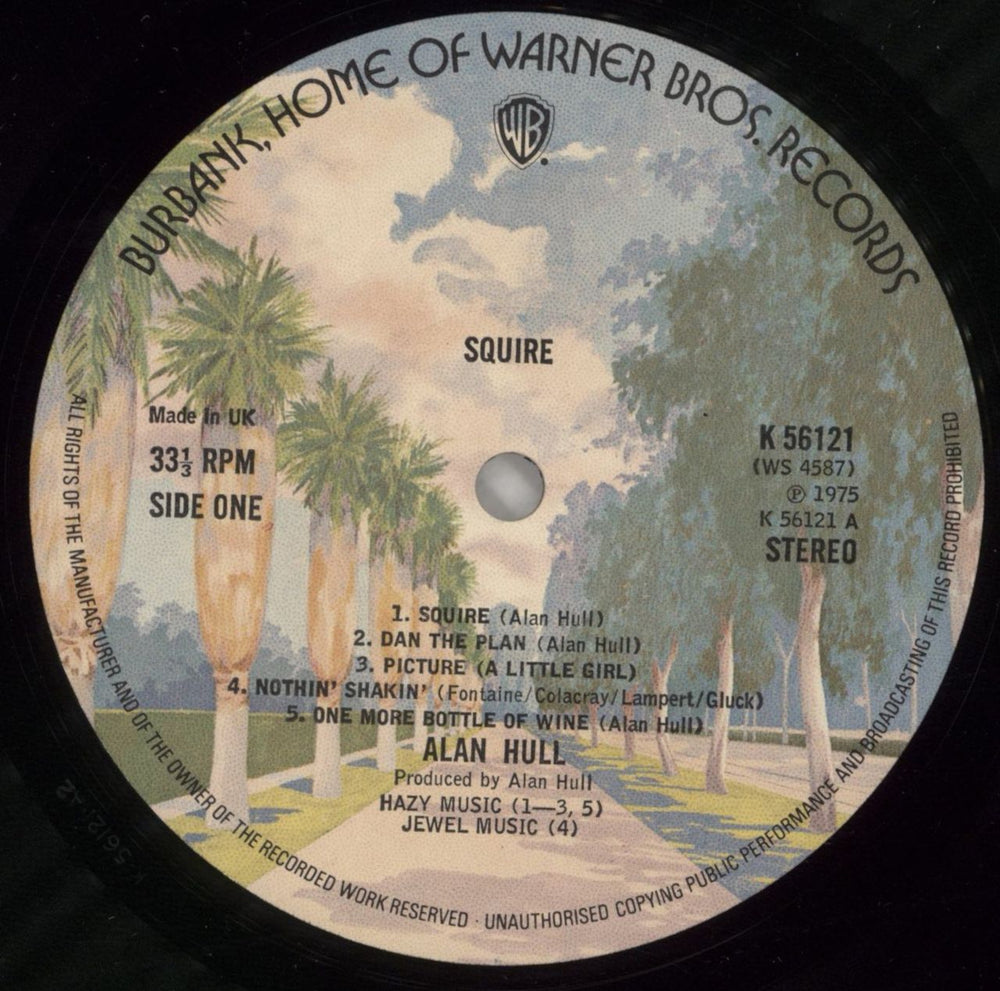 BURBANK, HOME OF WARNER BROS. RECORDS
WB
SQUIRE
Made in UK
33⅓ RPM
SIDE ONE
K 56121
(WS 4587)
℗ 1975
K 56121 A
STEREO
1. SQUIRE (Alan Hull)
2. DAN THE PLAN (Alan Hull)
3. PICTURE (A LITTLE GIRL)
4. NOTHIN' SHAKIN' (Fontaine/Colacray/Lampert/Gluck)
5. ONE MORE BOTTLE OF WINE (Alan Hull)
ALAN HULL
Produced by Alan Hull
HAZY MUSIC (1—3, 5)
JEWEL MUSIC (4)
ALL RIGHTS OF THE MANUFACTURER AND OF THE OWNER OF THE RECORDED WORK RESERVED · UNAUTHORISED COPYING PUBLIC PERFORMANCE AND BROADCASTING OF THIS RECORD PROHIBITED